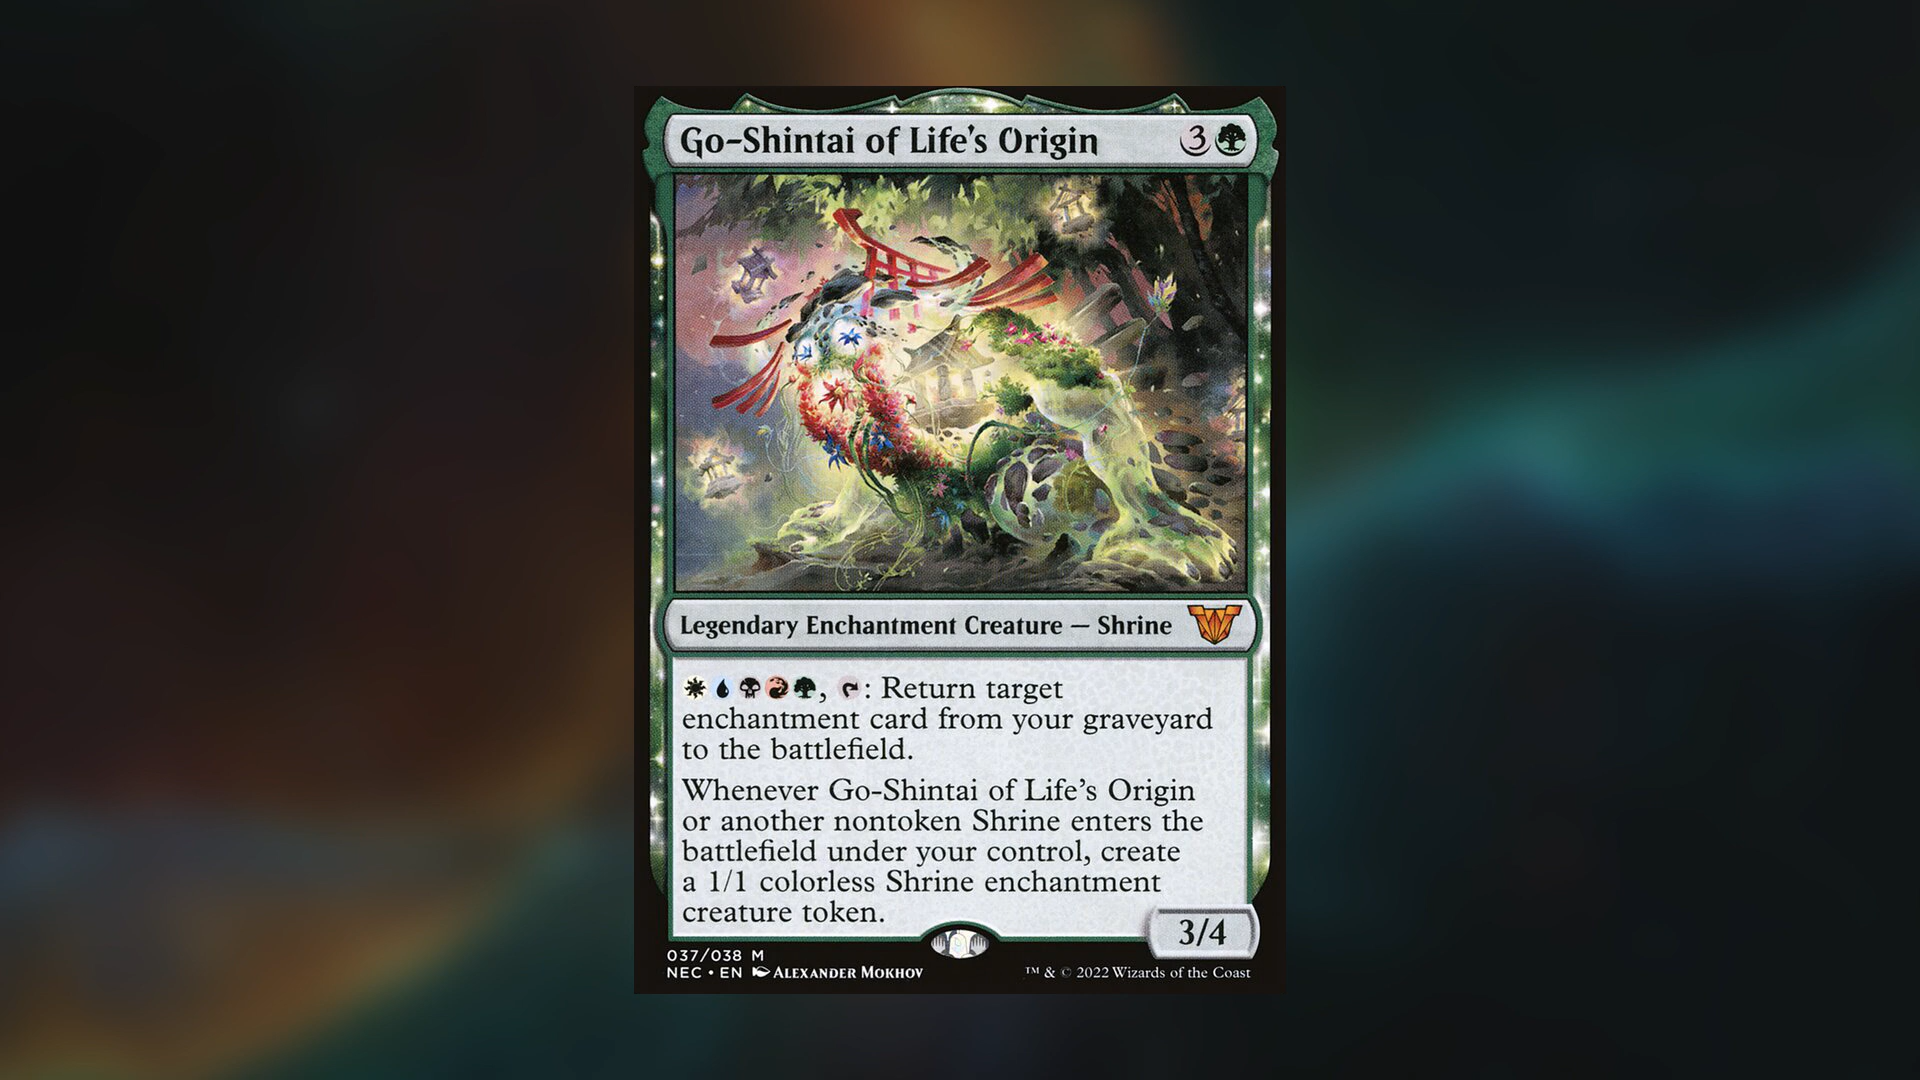 Go-Shintai of Life's Origin 3
Legendary Enchantment Creature — Shrine
, : Return target
enchantment card from your graveyard
to the battlefield.
Whenever Go-Shintai of Life's Origin
or another nontoken Shrine enters the
battlefield under your control, create
a 1/1 colorless Shrine enchantment
creature token.
3/4
037/038 M
NEC • EN ALEXANDER MOKHOV
™ & © 2022 Wizards of the Coast